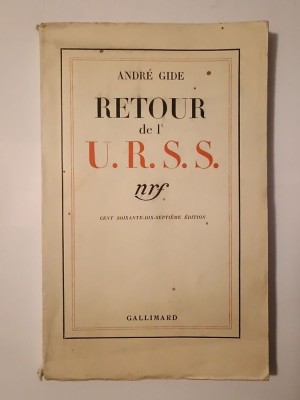 ANDRÉ GIDE
RETOUR
de l'
U. R. S. S.
nrf
CENT SOIXANTE-DIX-SEPTIÈME ÉDITION
GALLIMARD